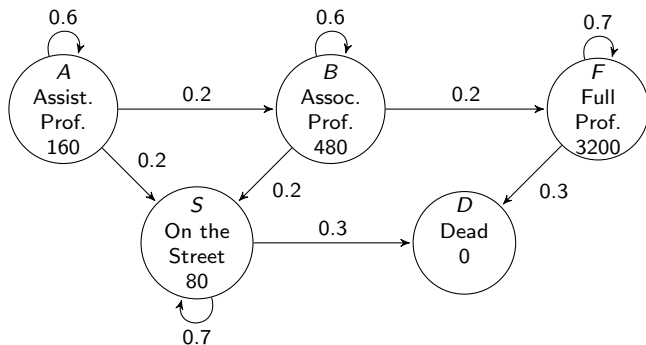 0.6
0.6
0.7
A
Assist.
Prof.
160
0.2
B
Assoc.
Prof.
480
0.2
F
Full
Prof.
3200
0.2
0.2
0.3
S
On the
Street
80
0.3
D
Dead
0
0.7